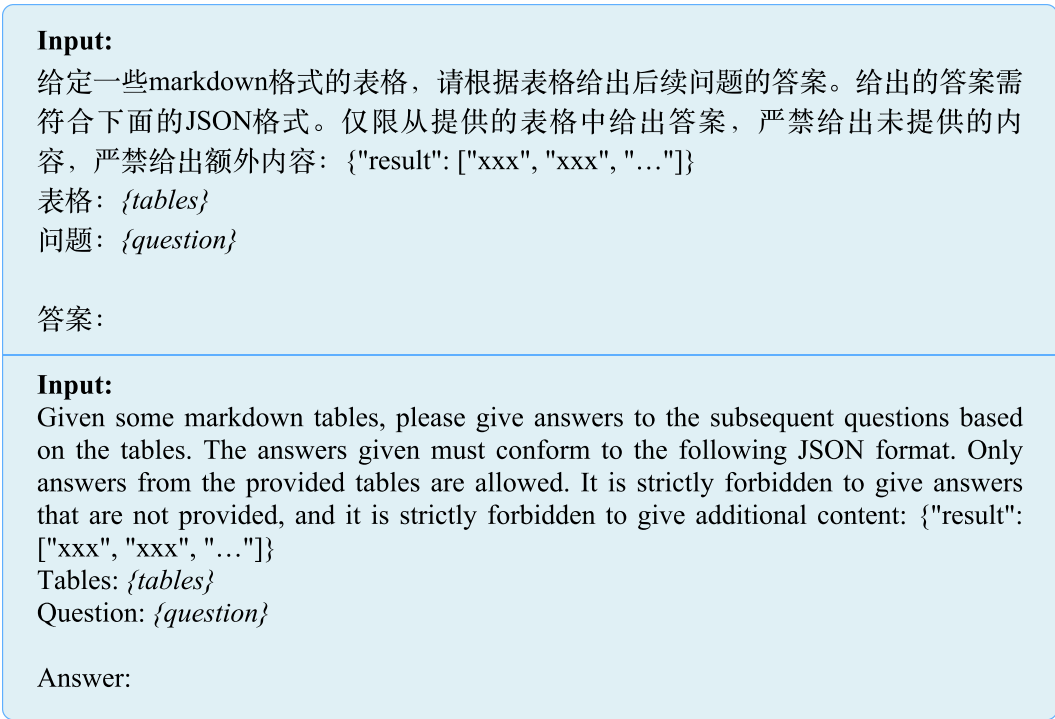 Input:
给定一些markdown格式的表格，请根据表格给出后续问题的答案。给出的答案需
符合下面的JSON格式。仅限从提供的表格中给出答案，严禁给出未提供的内
容，严禁给出额外内容：{"result": ["xxx", "xxx", "…"]}
表格：{tables}
问题：{question}
答案：
Input:
Given some markdown tables, please give answers to the subsequent questions based
on the tables. The answers given must conform to the following JSON format. Only
answers from the provided tables are allowed. It is strictly forbidden to give answers
that are not provided, and it is strictly forbidden to give additional content: {"result":
["xxx", "xxx", "…"]}
Tables: {tables}
Question: {question}
Answer: